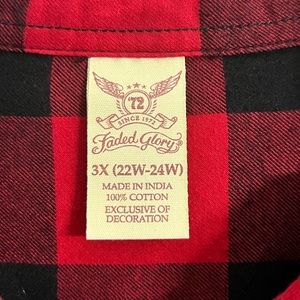 '72
SINCE 1972
Faded Glory
3X (22W-24W)
MADE IN INDIA
100% COTTON
EXCLUSIVE OF
DECORATION